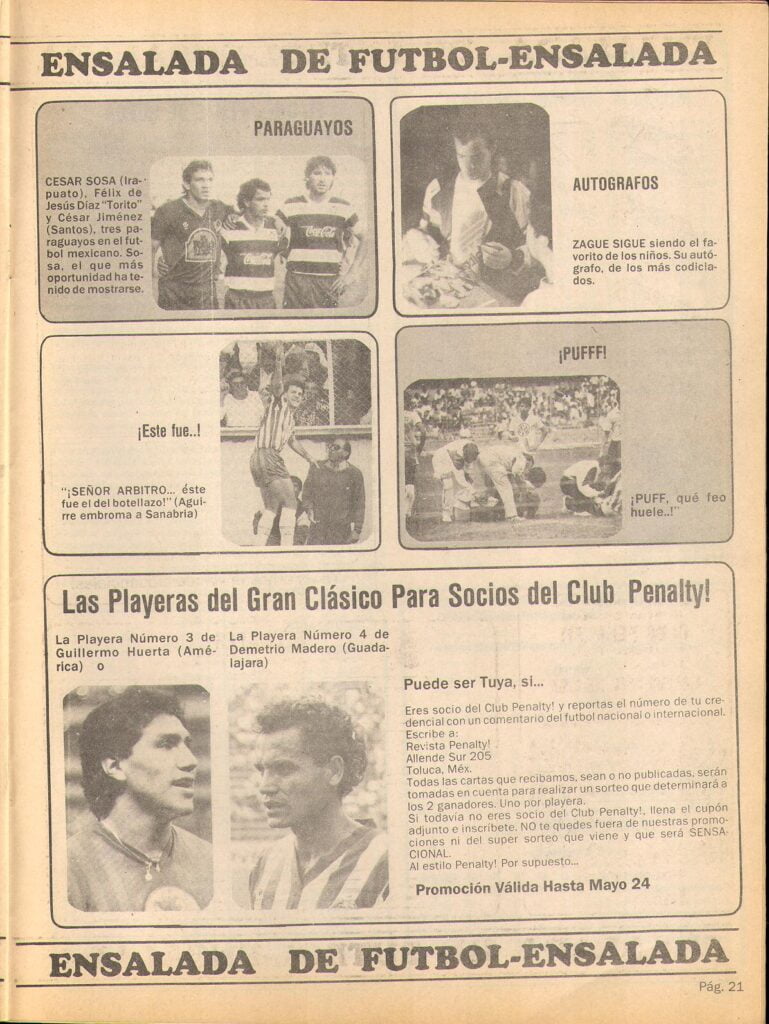 ENSALADA DE FUTBOL-ENSALADA
PARAGUAYOS
CESAR SOSA (Ira-
puato), Félix de
Jesús Díaz "Torito"
y César Jiménez
(Santos), tres pa-
raguayos en el fut-
bol mexicano. So-
sa, el que más
oportunidad ha te-
nido de mostrarse.
Coca-Cola
Coca-Cola
AUTOGRAFOS
ZAGUE SIGUE siendo el fa-
vorito de los niños. Su autó-
grafo, de los más codicia-
dos.
¡Este fue..!
"¡SEÑOR ARBITRO... éste
fue el del botellazo!" (Agui-
rre embroma a Sanabria)
¡PUFFF!
¡PUFF, qué feo
huele..!"
Las Playeras del Gran Clásico Para Socios del Club Penalty!
La Playera Número 3 de
Guillermo Huerta (Amé-
rica) o
La Playera Número 4 de
Demetrio Madero (Guada-
lajara)
Puede ser Tuya, si...
Eres socio del Club Penalty! y reportas el número de tu cre-
dencial con un comentario del futbol nacional o internacional.
Escribe a:
Revista Penalty!
Allende Sur 205
Toluca, Méx.
Todas las cartas que recibamos, sean o no publicadas, serán
tomadas en cuenta para realizar un sorteo que determinará a
los 2 ganadores. Uno por playera.
Si todavía no eres socio del Club Penalty!, llena el cupón
adjunto e inscríbete. NO te quedes fuera de nuestras promo-
ciones ni del super sorteo que viene y que será SENSA-
CIONAL.
Al estilo Penalty! Por supuesto...
Promoción Válida Hasta Mayo 24
ENSALADA DE FUTBOL-ENSALADA
Pág. 21